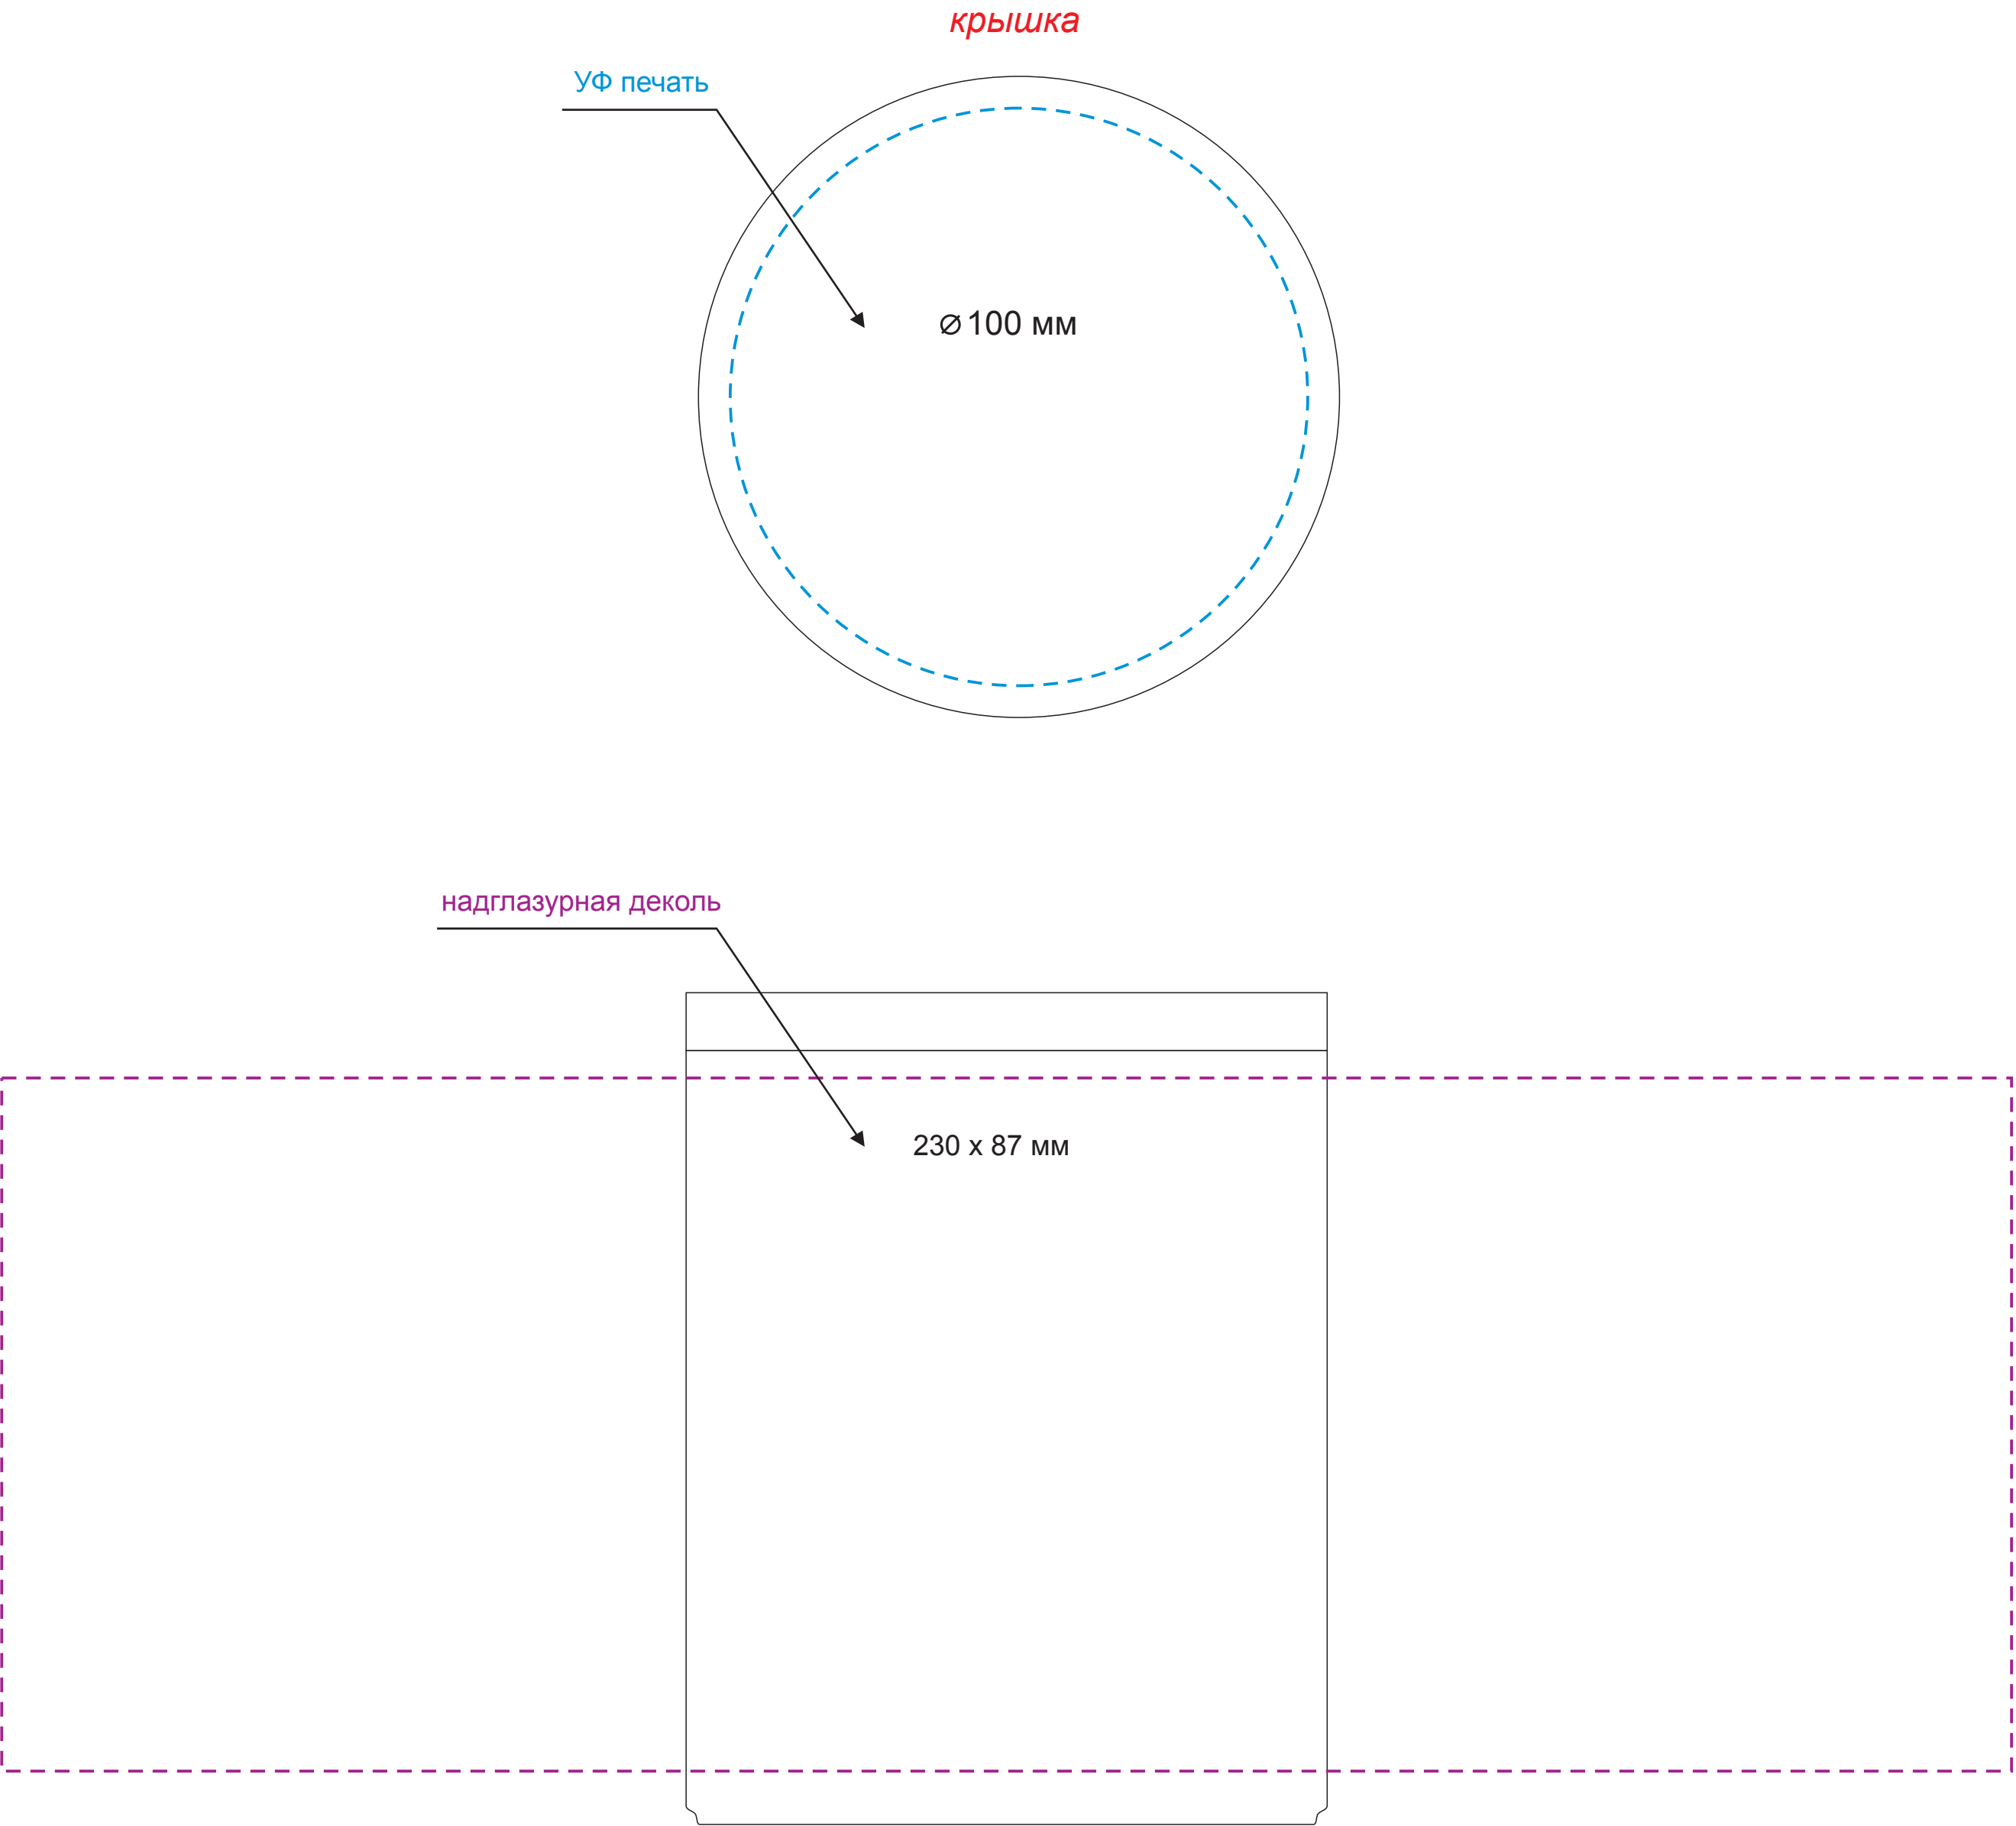 крышка
УФ печать
⌀ 100 мм
надглазурная деколь
230 x 87 мм